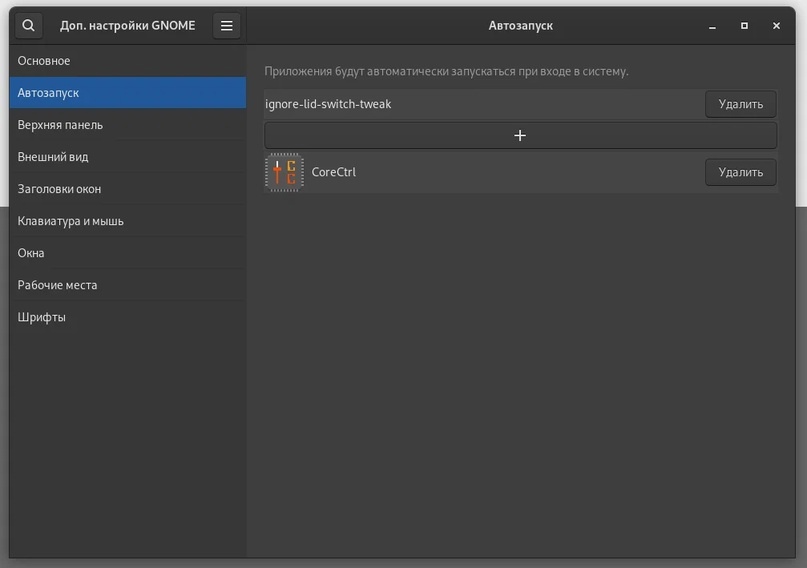 Доп. настройки GNOME
Автозапуск
Основное
Автозапуск
Верхняя панель
Внешний вид
Заголовки окон
Клавиатура и мышь
Окна
Рабочие места
Шрифты
Приложения будут автоматически запускаться при входе в систему.
ignore-lid-switch-tweak
Удалить
CoreCtrl
Удалить